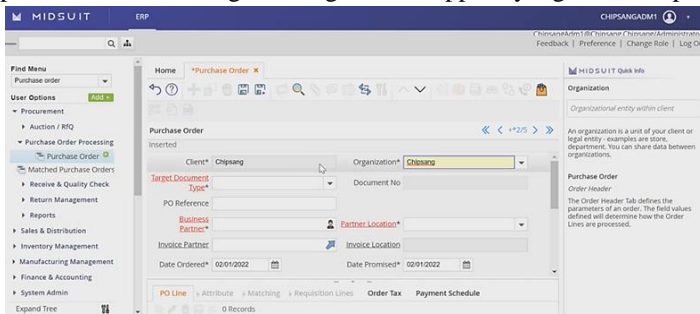 MIDSUIT
ERP
CHIPSANGADM1
ChipsangAdm1@Chipsang.Chipsang/Administrato
Feedback | Preference | Change Role | Log O
Find Menu
Purchase order
User Options
Add +
Procurement
Auction / RfQ
Purchase Order Processing
Purchase Order
Matched Purchase Orders
Receive & Quality Check
Return Management
Reports
Sales & Distribution
Inventory Management
Manufacturing Management
Finance & Accounting
System Admin
Expand Tree
Home
*Purchase Order
Purchase Order
+*2/5
Inserted
Client* Chipsang Organization* Chipsang
Target Document Type* Document No
PO Reference
Business Partner* Partner Location*
Invoice Partner Invoice Location
Date Ordered* 02/01/2022 Date Promised* 02/01/2022
PO Line Attribute Matching Requisition Lines Order Tax Payment Schedule
0 Records
MIDSUIT Quick Info
Organization
Organizational entity within client
An organization is a unit of your client or
legal entity - examples are store,
department. You can share data between
organizations.
Purchase Order
Order Header
The Order Header Tab defines the
parameters of an order. The field values
defined will determine how the Order
Lines are processed.